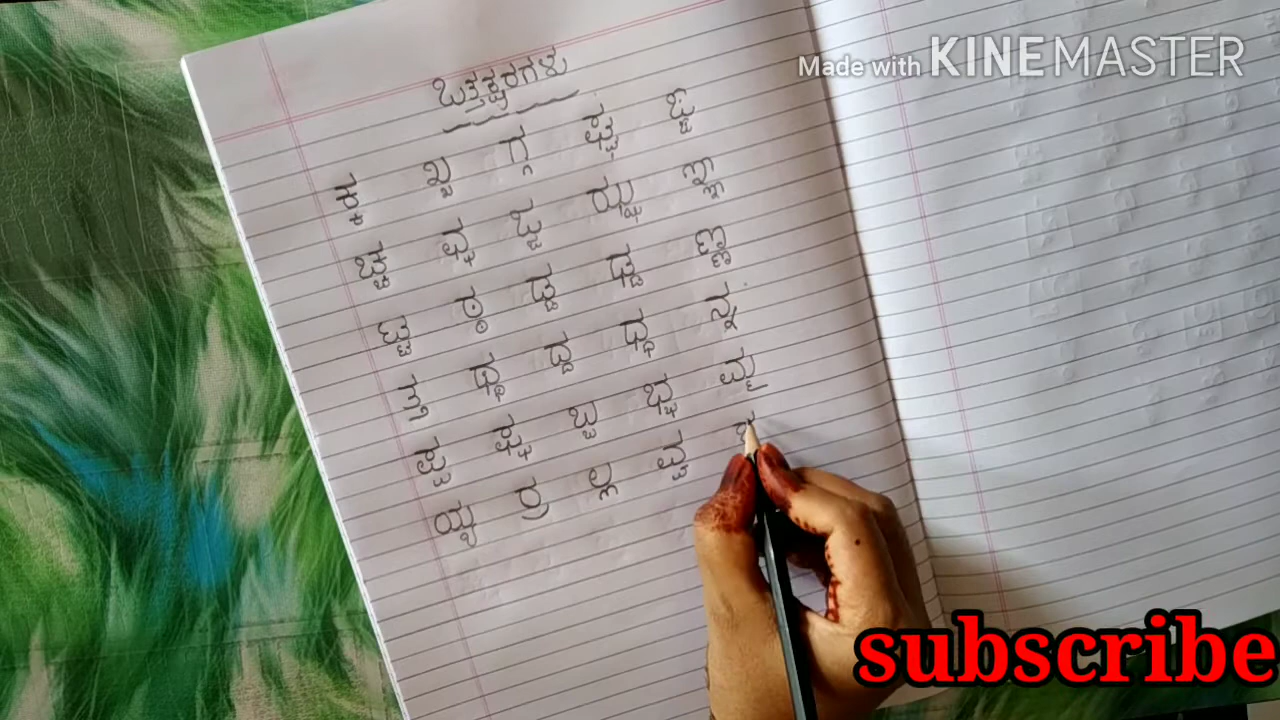 Made with KINEMASTER
ಒತ್ತಕ್ಷರಗಳು
ಕ್ಕ ಖ್ಖ ಗ್ಗ ಘ್ಘ ಙ್ಙ
ಚ್ಚ ಛ್ಛ ಜ್ಜ ಝ್ಝ ಞ್ಞ
ಟ್ಟ ಠ್ಠ ಡ್ಡ ಢ್ಢ ಣ್ಣ
ತ್ತ ಥ್ಥ ದ್ದ ಧ್ಧ ನ್ನ
ಪ್ಪ ಫ್ಫ ಬ್ಬ ಭ್ಭ ಮ್ಮ
ಯ್ಯ ರ್ರ ಲ್ಲ ವ್ವ
subscribe